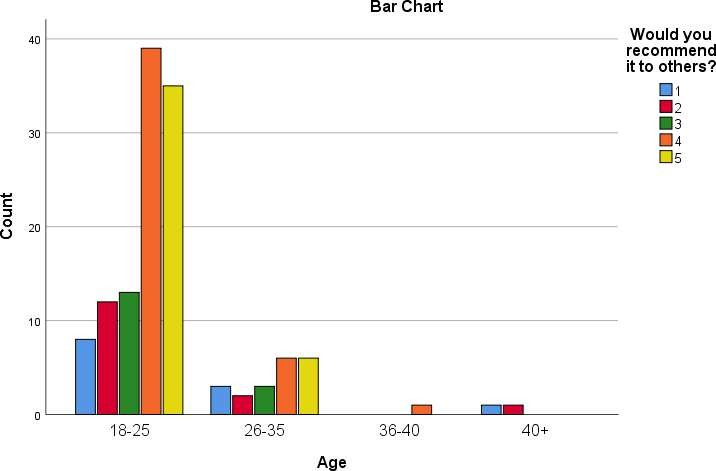 Bar Chart
Would you
recommend
it to others?
1
2
3
4
5
40
30
20
10
0
Count
18-25
26-35
36-40
40+
Age